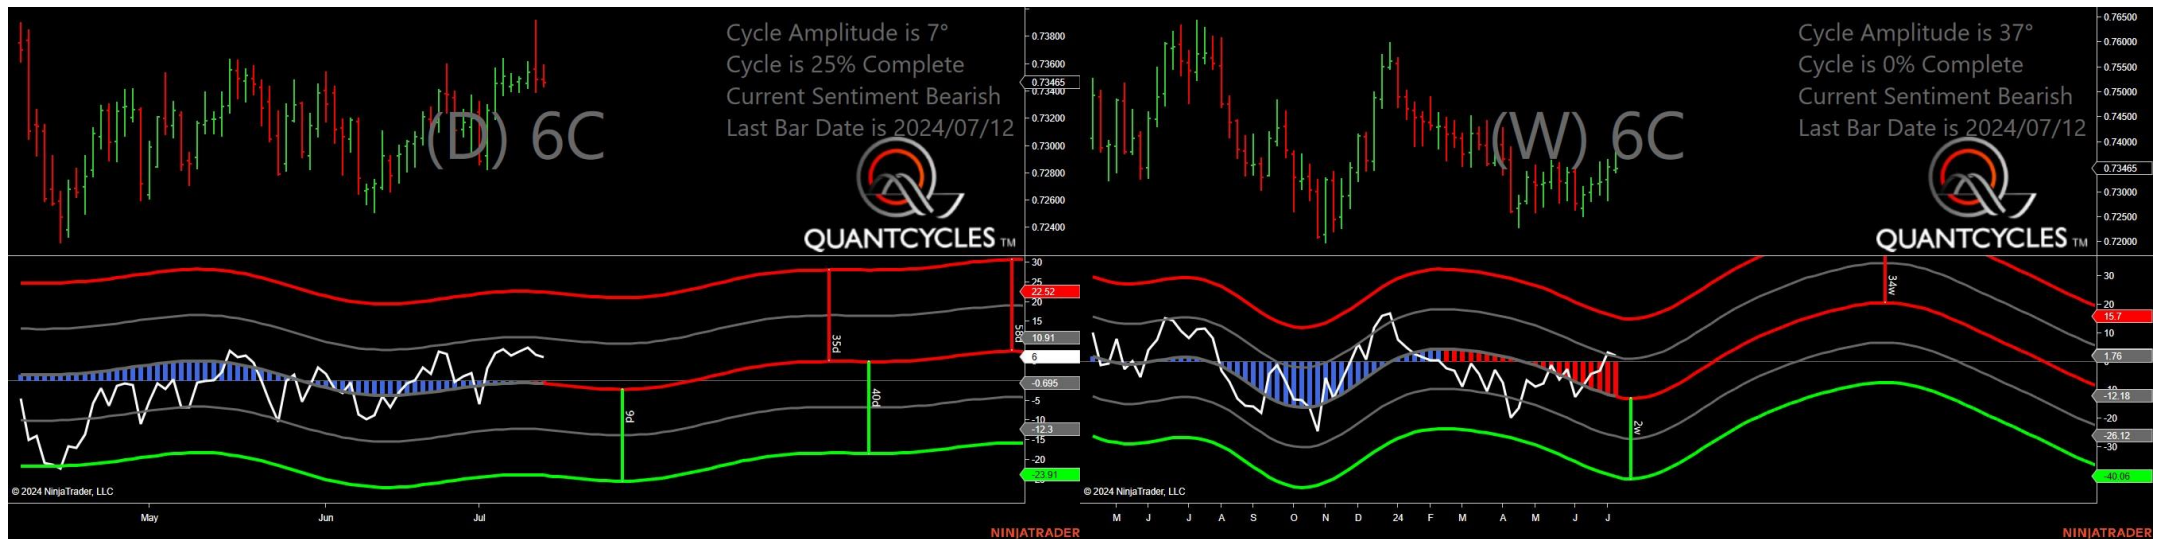 Cycle Amplitude is 7°
Cycle is 25% Complete
Current Sentiment Bearish
Last Bar Date is 2024/07/12
(D) 6C
QUANTCYCLES TM
0.73800
0.73600
0.73465
0.73400
0.73200
0.73000
0.72800
0.72600
0.72400
30
25
22.52
20
15
10.91
6
-0.695
-5
-10
-12.3
-15
-20
-23.91
9d
35d
40d
58d
© 2024 NinjaTrader, LLC
May Jun Jul
NINJATRADER
Cycle Amplitude is 37°
Cycle is 0% Complete
Current Sentiment Bearish
Last Bar Date is 2024/07/12
(W) 6C
QUANTCYCLES TM
0.76500
0.76000
0.75500
0.75000
0.74500
0.74000
0.73465
0.73000
0.72500
0.72000
30
20
15.7
10
1.76
-12.18
-20
-26.12
-30
-40.06
2w
34w
© 2024 NinjaTrader, LLC
M J J A S O N D 24 F M A M J J
NINJATRADER